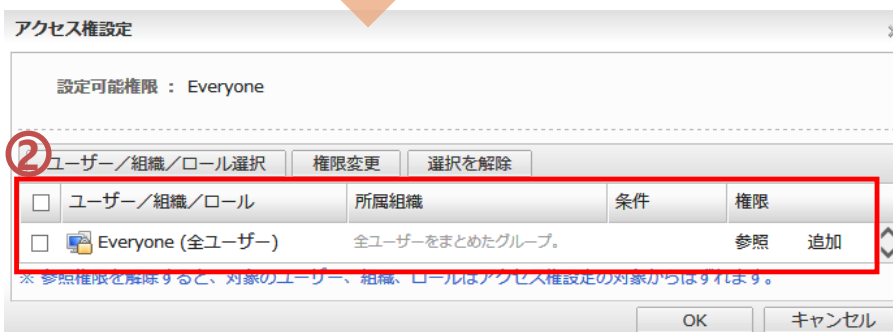 アクセス権設定
設定可能権限 : Everyone
②
ユーザー／組織／ロール選択 権限変更 選択を解除
ユーザー／組織／ロール 所属組織 条件 権限
Everyone (全ユーザー) 全ユーザーをまとめたグループ。 参照 追加
※ 参照権限を解除すると、対象のユーザー、組織、ロールはアクセス権設定の対象からはずれます。
OK キャンセル